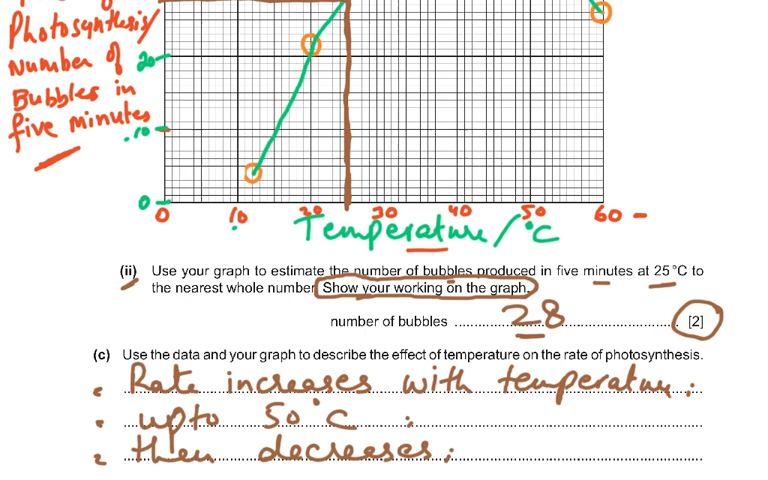 Photosynthesis/
Number of
Bubbles in
five minutes
20
10
0
0 10 20 30 40 50 60
Temperature/°C
(ii) Use your graph to estimate the number of bubbles produced in five minutes at 25°C to
the nearest whole number. Show your working on the graph.
number of bubbles 28 [2]
(c) Use the data and your graph to describe the effect of temperature on the rate of photosynthesis.
Rate increases with temperature;
upto 50°C ;
then decreases;